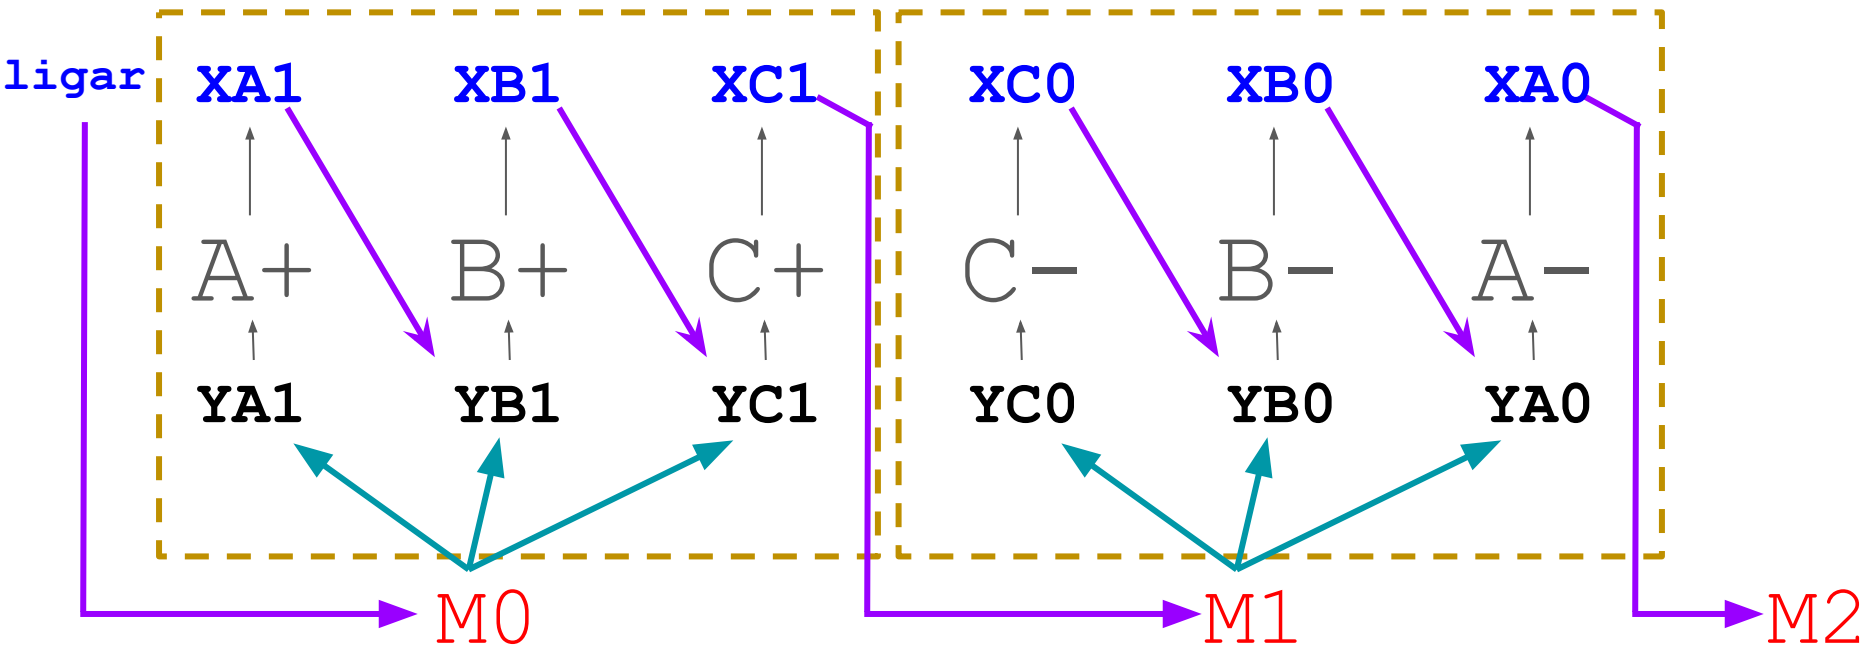 ligar XA1 XB1 XC1 XC0 XB0 XA0
A+ B+ C+ C- B- A-
YA1 YB1 YC1 YC0 YB0 YA0
M0 M1 M2